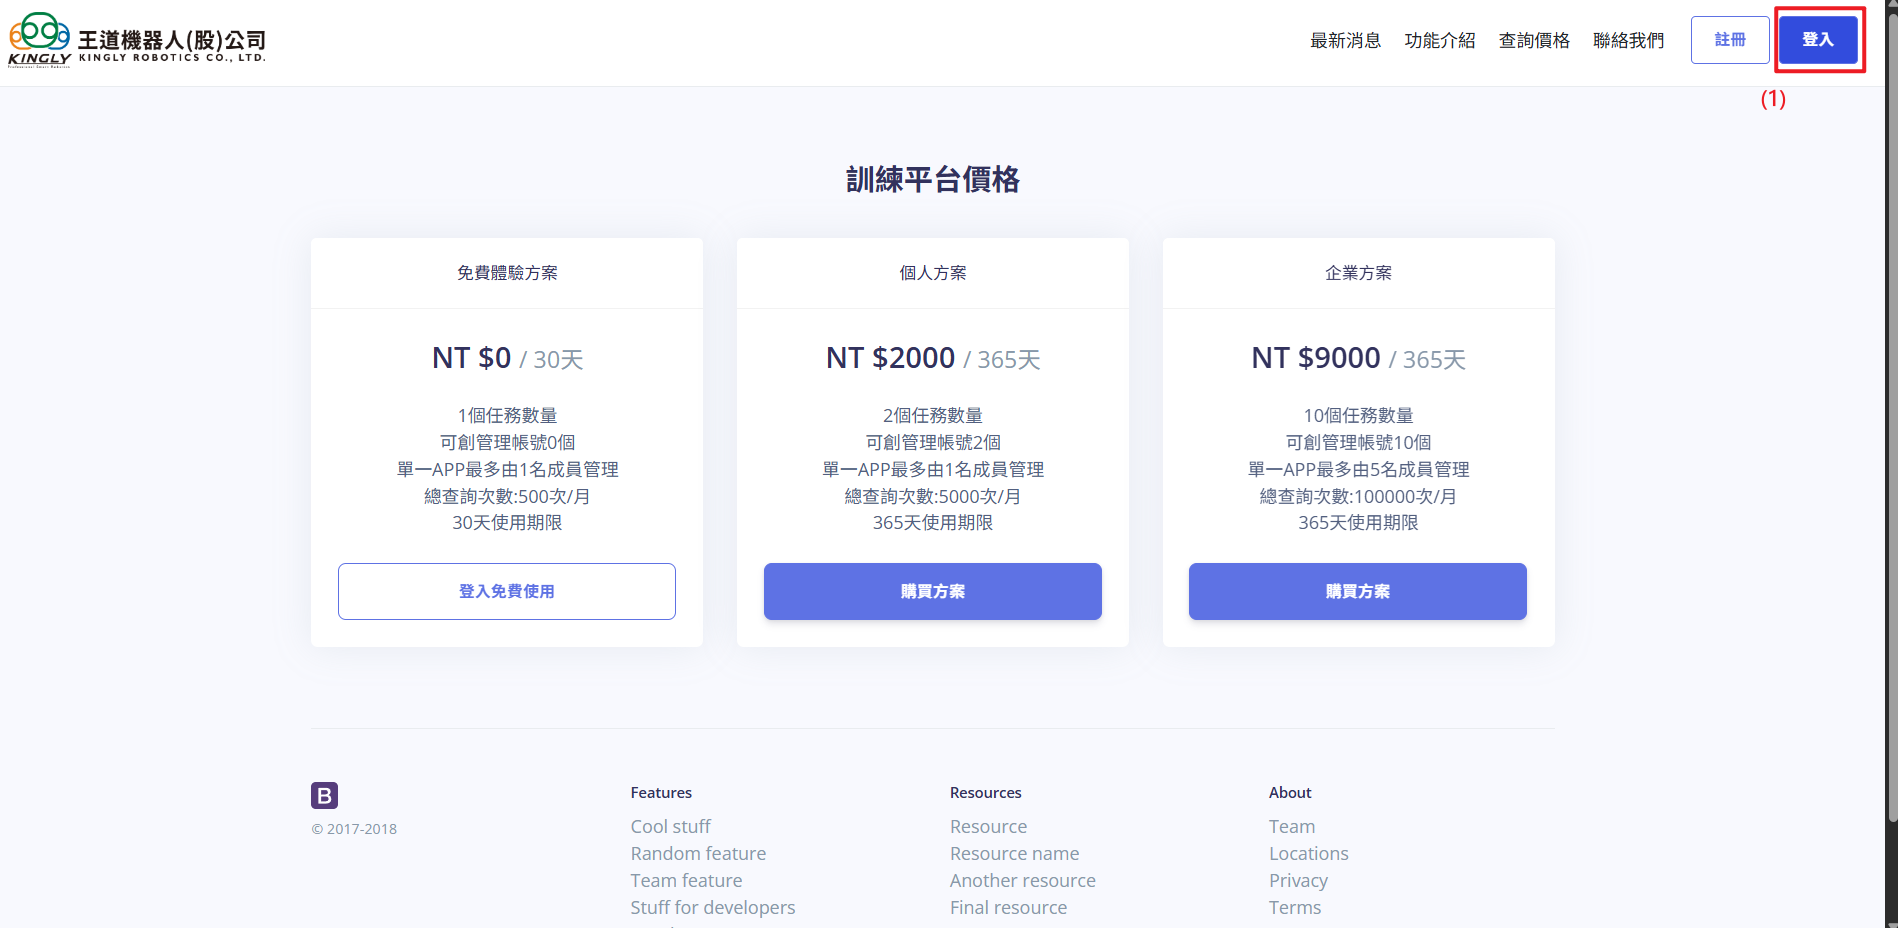 王道機器人(股)公司
KINGLY
KINGLY ROBOTICS CO., LTD.
最新消息
功能介紹
查詢價格
聯絡我們
註冊
登入
(1)
訓練平台價格
免費體驗方案
NT $0 / 30天
1個任務數量
可創管理帳號0個
單一APP最多由1名成員管理
總查詢次數:500次/月
30天使用期限
登入免費使用
個人方案
NT $2000 / 365天
2個任務數量
可創管理帳號2個
單一APP最多由1名成員管理
總查詢次數:5000次/月
365天使用期限
購買方案
企業方案
NT $9000 / 365天
10個任務數量
可創管理帳號10個
單一APP最多由5名成員管理
總查詢次數:100000次/月
365天使用期限
購買方案
B
© 2017-2018
Features
Cool stuff
Random feature
Team feature
Stuff for developers
Resources
Resource
Resource name
Another resource
Final resource
About
Team
Locations
Privacy
Terms